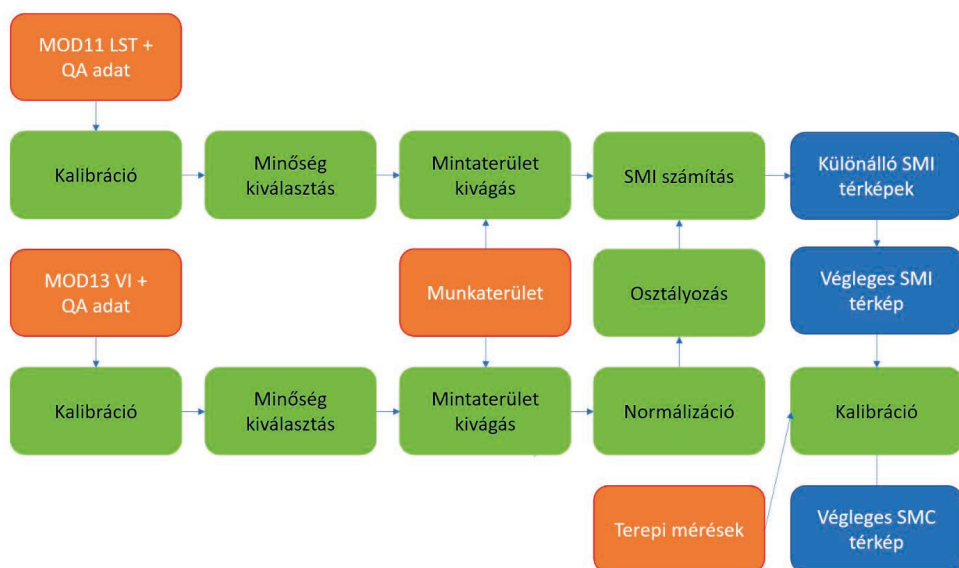 MOD11 LST +
QA adat
Kalibráció
Minőség
kiválasztás
Mintaterület
kivágás
SMI számítás
Különálló SMI
térképek
MOD13 VI +
QA adat
Munkaterület
Osztályozás
Végleges SMI
térkép
Kalibráció
Minőség
kiválasztás
Mintaterület
kivágás
Normálizáció
Kalibráció
Terepi mérések
Végleges SMC
térkép